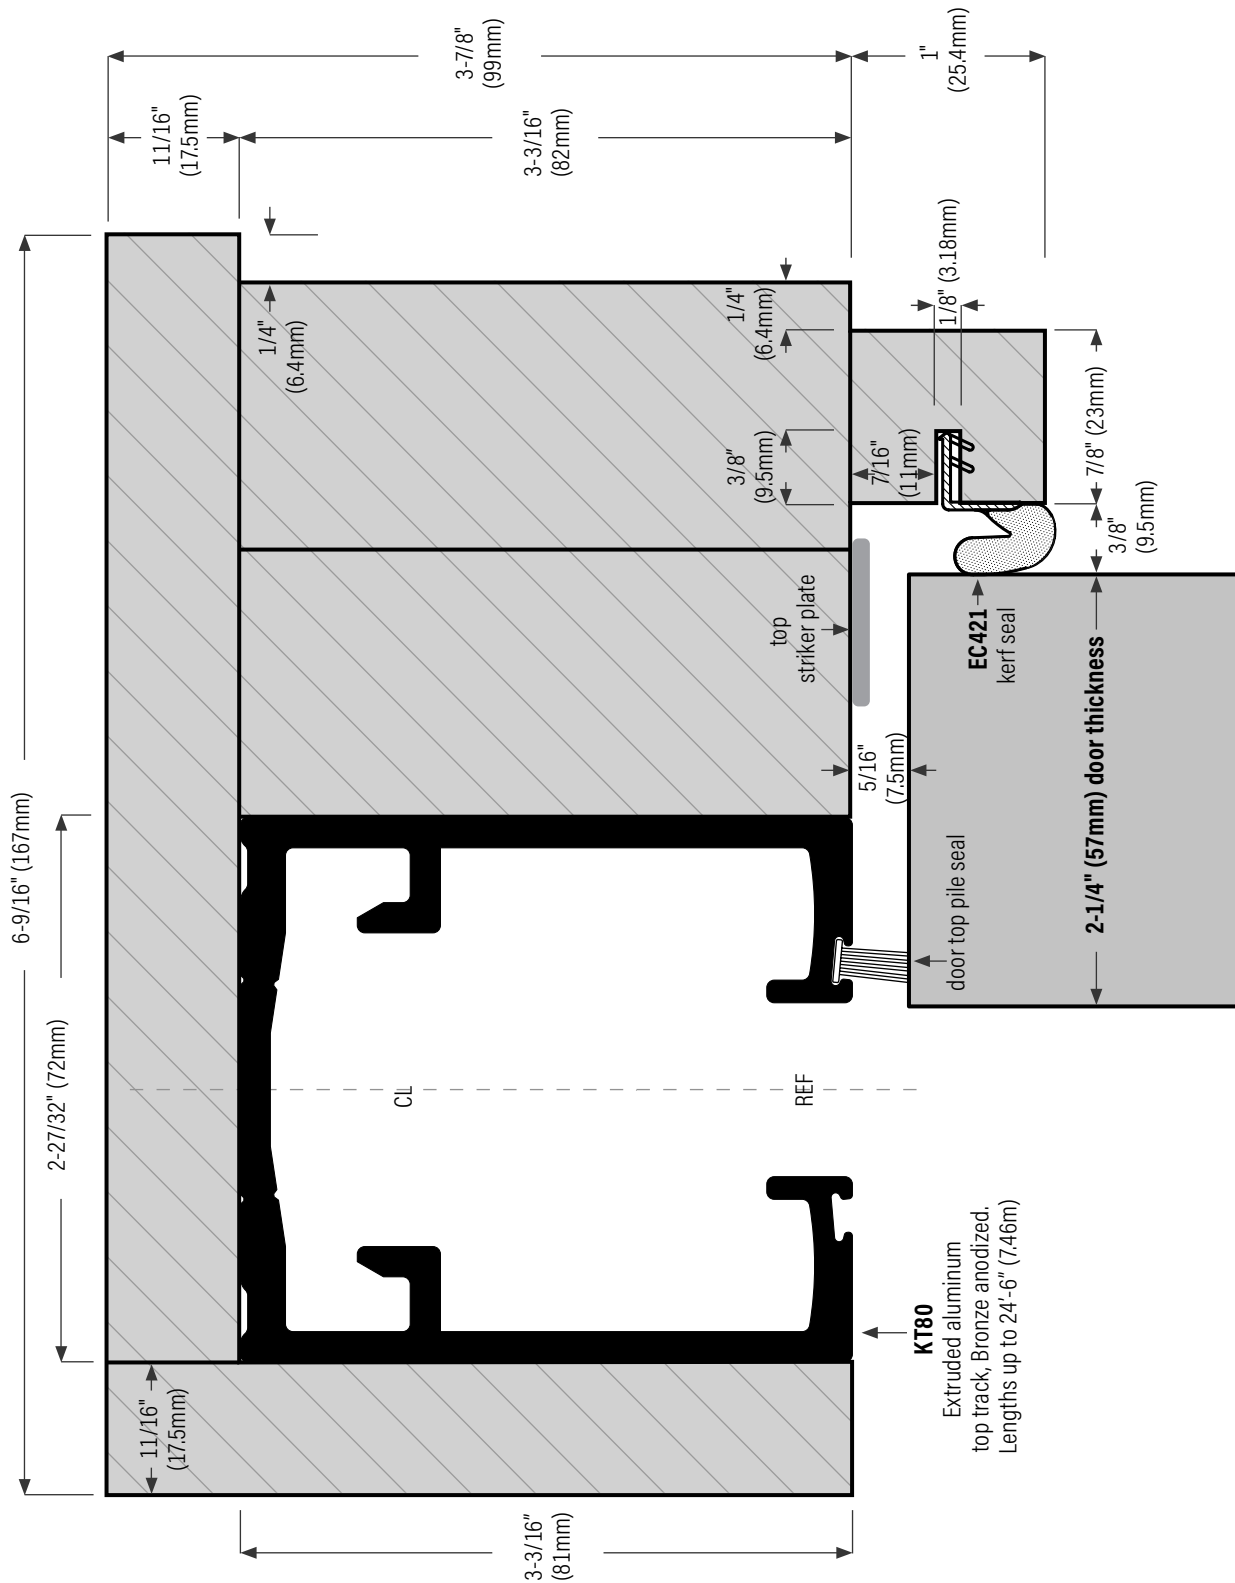 6-9/16" (167mm)
2-27/32" (72mm)
11/16"
(17.5mm)
3-3/16"
(81mm)
11/16"
(17.5mm)
3-7/8"
(99mm)
3-3/16"
(82mm)
1"
(25.4mm)
1/4"
(6.4mm)
1/4"
(6.4mm)
3/8"
(9.5mm)
7/16"
(11mm)
1/8" (3.18mm)
7/8" (23mm)
3/8"
(9.5mm)
top
striker plate
5/16"
(7.5mm)
EC421
kerf seal
2-1/4" (57mm) door thickness
door top pile seal
CL
REF
KT80
Extruded aluminum
top track, Bronze anodized.
Lengths up to 24'-6" (7.46m)